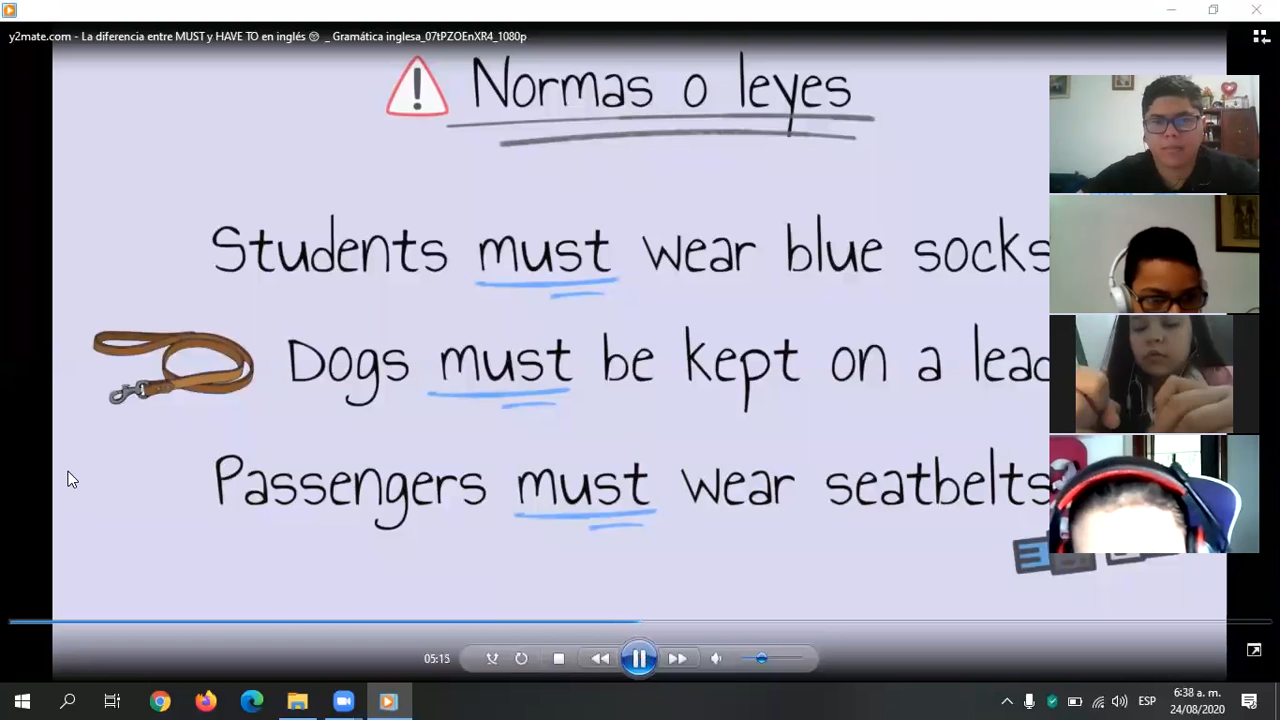 y2mate.com - La diferencia entre MUST y HAVE TO en inglés 😍 _ Gramática inglesa_07tPZOEnXR4_1080p
Normas o leyes
Students must wear blue socks
Dogs must be kept on a lead
Passengers must wear seatbelts
05:15
ESP
6:38 a. m.
24/08/2020